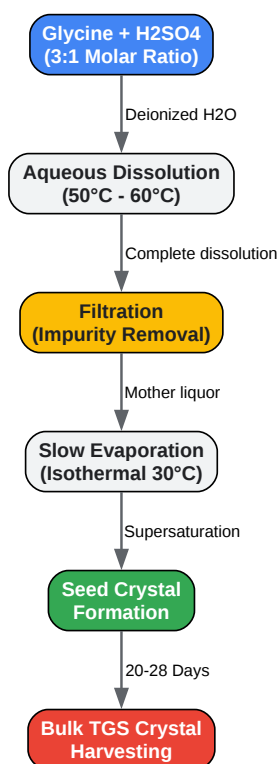 Glycine + H2SO4
(3:1 Molar Ratio)
Deionized H2O
Aqueous Dissolution
(50°C - 60°C)
Complete dissolution
Filtration
(Impurity Removal)
Mother liquor
Slow Evaporation
(Isothermal 30°C)
Supersaturation
Seed Crystal
Formation
20-28 Days
Bulk TGS Crystal
Harvesting